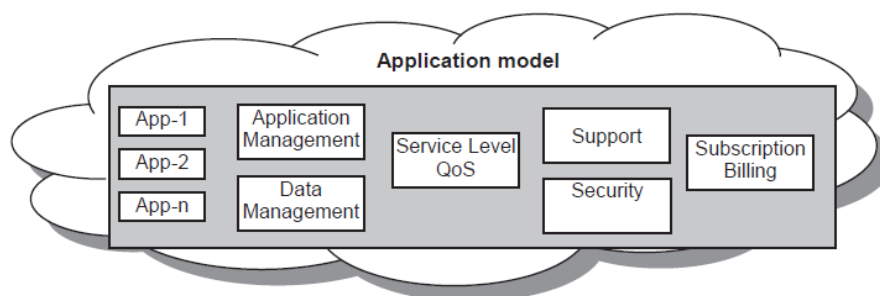 Application model
App-1
App-2
App-n
Application
Management
Data
Management
Service Level
QoS
Support
Security
Subscription
Billing